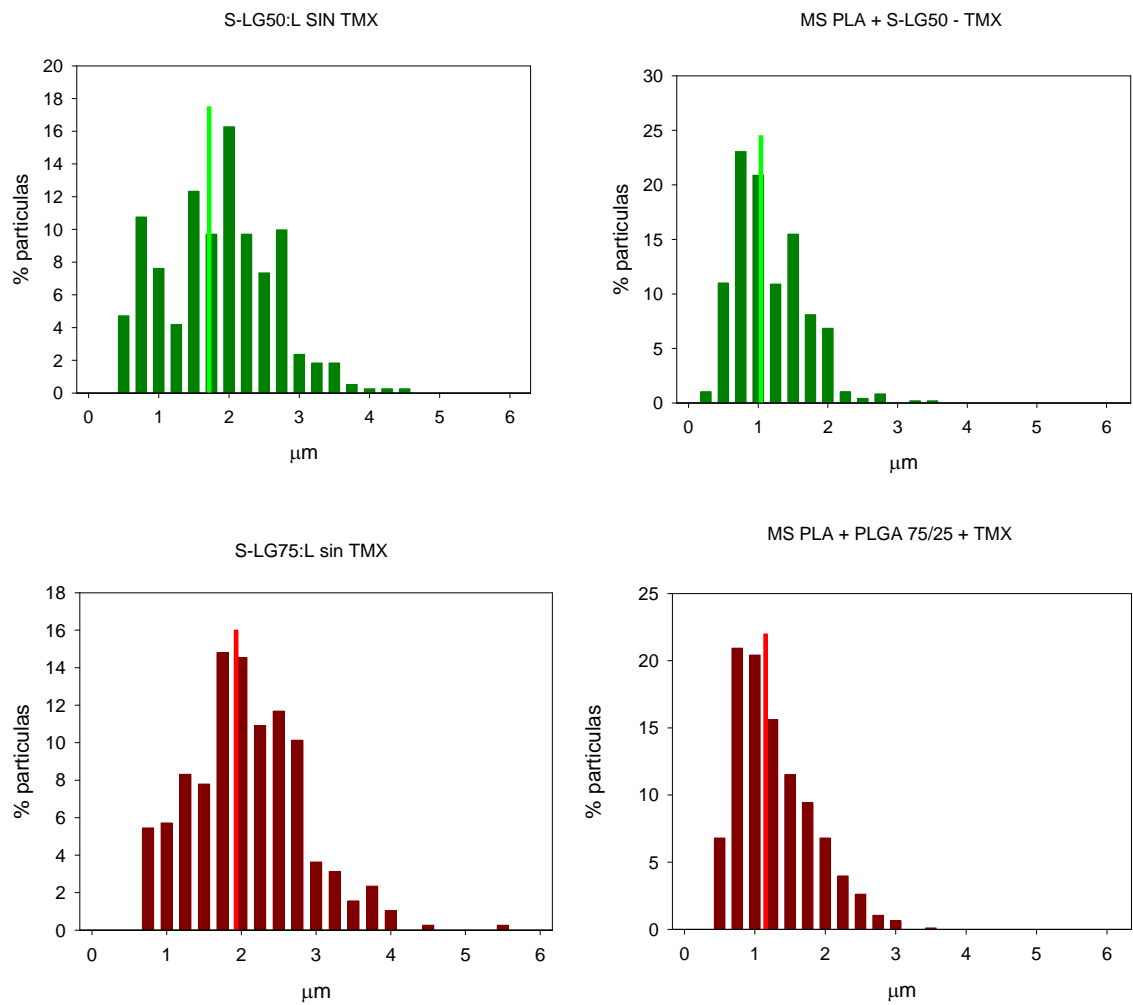 S-LG50:L SIN TMX
20
18
16
14
12
10
8
6
4
2
0
% particulas
0 1 2 3 4 5 6
μm
MS PLA + S-LG50 - TMX
30
25
20
15
10
5
0
% particulas
0 1 2 3 4 5 6
μm
S-LG75:L sin TMX
18
16
14
12
10
8
6
4
2
0
% particulas
0 1 2 3 4 5 6
μm
MS PLA + PLGA 75/25 + TMX
25
20
15
10
5
0
% particulas
0 1 2 3 4 5 6
μm